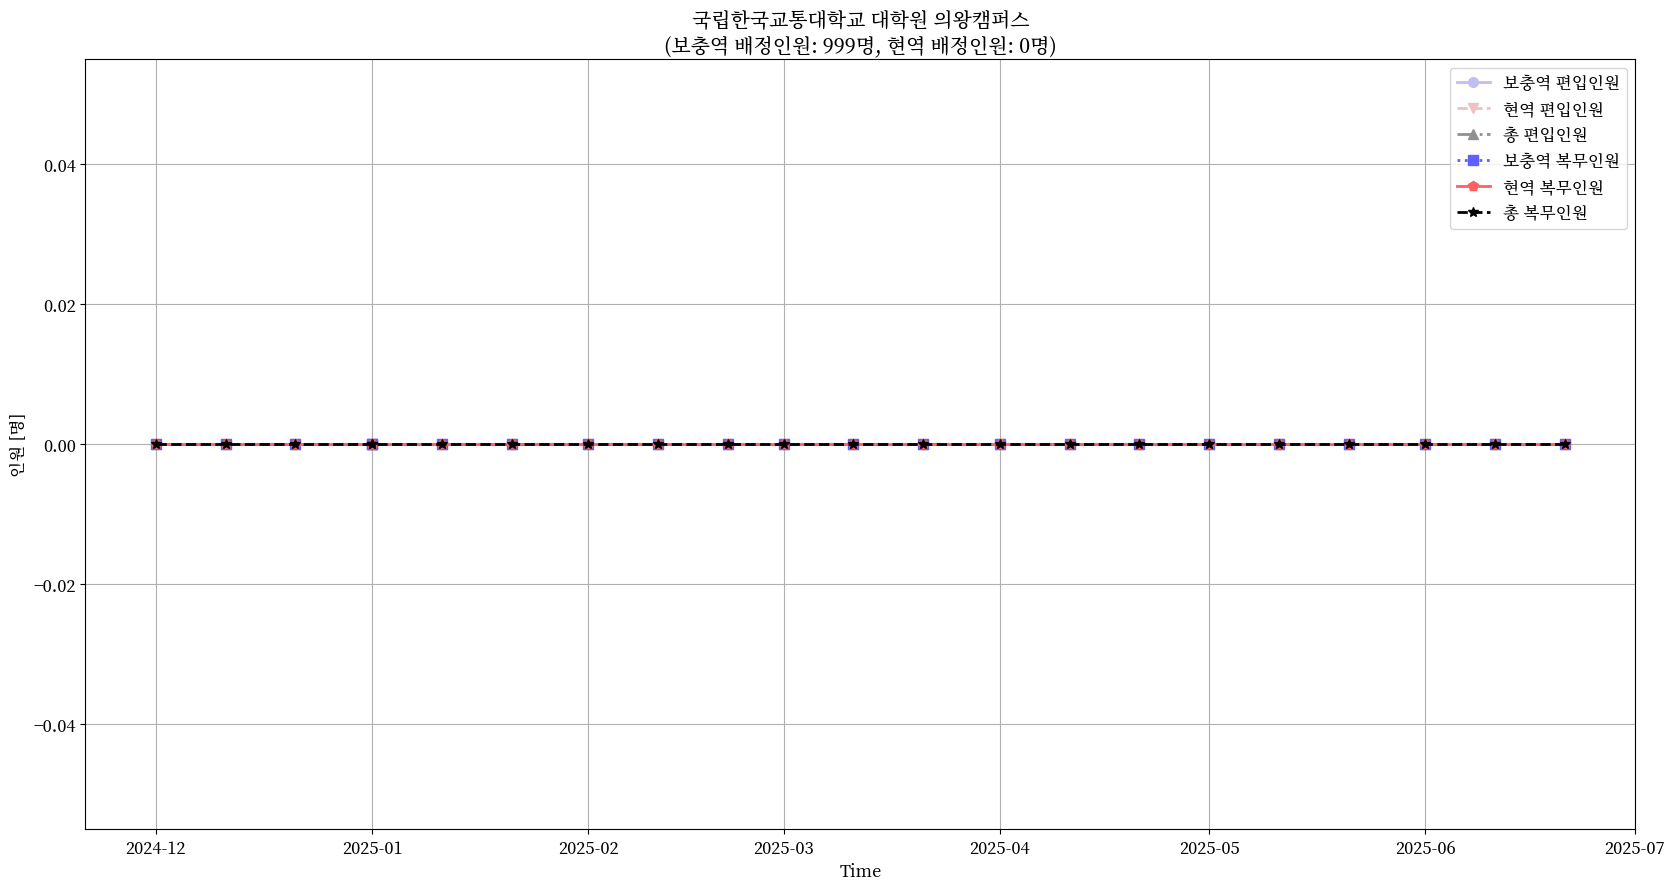 국립한국교통대학교 대학원 의왕캠퍼스
(보충역 배정인원: 999명, 현역 배정인원: 0명)
보충역 편입인원
현역 편입인원
총 편입인원
보충역 복무인원
현역 복무인원
총 복무인원
인원 [명]
0.04
0.02
0.00
−0.02
−0.04
2024-12 2025-01 2025-02 2025-03 2025-04 2025-05 2025-06 2025-07
Time